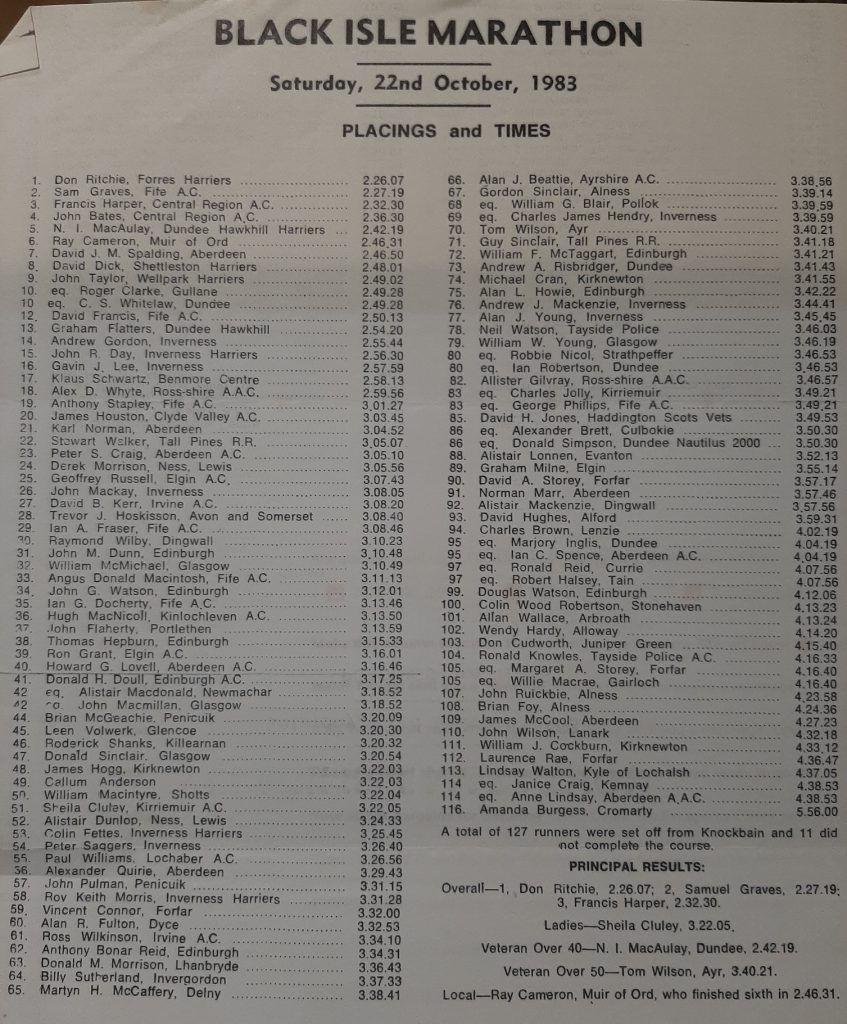 BLACK ISLE MARATHON
Saturday, 22nd October, 1983
PLACINGS and TIMES
1. Don Ritchie, Forres Harriers 2.26.07
2. Sam Graves, Fife A.C. 2.27.19
3. Francis Harper, Central Region A.C. 2.32.30
4. John Bates, Central Region A.C. 2.36.30
5. N. I. MacAulay, Dundee Hawkhill Harriers 2.42.19
6. Ray Cameron, Muir of Ord 2.46.31
7. David J. M. Spalding, Aberdeen 2.46.50
8. David Dick, Shettleston Harriers 2.48.01
9. John Taylor, Wellpark Harriers 2.49.02
10. eq. Roger Clarke, Gullane 2.49.28
10 eq. C. S. Whitelaw, Dundee 2.49.28
12. David Francis, Fife A.C. 2.50.13
13. Graham Flatters, Dundee Hawkhill 2.54.20
14. Andrew Gordon, Inverness 2.55.44
15. John R. Day, Inverness Harriers 2.56.30
16. Gavin J. Lee, Inverness 2.57.59
17. Klaus Schwartz, Benmore Centre 2.58.13
18. Alex D. Whyte, Ross-shire A.A.C. 2.59.56
19. Anthony Stapley, Fife A.C. 3.01.27
20. James Houston, Clyde Valley A.C. 3.03.45
21. Karl Norman, Aberdeen 3.04.52
22. Stewart Walker, Tall Pines R.R. 3.05.07
23. Peter S. Craig, Aberdeen A.C. 3.05.10
24. Derek Morrison, Ness, Lewis 3.05.56
25. Geoffrey Russell, Elgin A.C. 3.07.43
26. John Mackay, Inverness 3.08.05
27. David B. Kerr, Irvine A.C. 3.08.20
28. Trevor J. Hoskisson, Avon and Somerset 3.08.40
29. Ian A. Fraser, Fife A.C. 3.08.46
30. Raymond Wilby, Dingwall 3.10.23
31. John M. Dunn, Edinburgh 3.10.48
32. William McMichael, Glasgow 3.10.49
33. Angus Donald Macintosh, Fife A.C. 3.11.13
34. John G. Watson, Edinburgh 3.12.01
35. Ian G. Docherty, Fife A.C. 3.13.46
36. Hugh MacNicoll, Kinlochleven A.C. 3.13.50
37. John Flaherty, Portlethen 3.13.59
38. Thomas Hepburn, Edinburgh 3.15.33
39. Ron Grant, Elgin A.C. 3.16.01
40. Howard G. Lovell, Aberdeen A.C. 3.16.46
41. Donald H. Doull, Edinburgh A.C. 3.17.25
42 eq. Alistair Macdonald, Newmachar 3.18.52
42 eq. John Macmillan, Glasgow 3.18.52
44. Brian McGeachie, Penicuik 3.20.09
45. Leen Volwerk, Glencoe 3.20.30
46. Roderick Shanks, Killearnan 3.20.32
47. Donald Sinclair, Glasgow 3.20.54
48. James Hogg, Kirknewton 3.22.03
49. Callum Anderson 3.22.03
50. William Macintyre, Shotts 3.22.04
51. Sheila Cluley, Kirriemuir A.C. 3.22.05
52. Alistair Dunlop, Ness, Lewis 3.24.33
53. Colin Fettes, Inverness Harriers 3.25.45
54. Peter Saggers, Inverness 3.26.40
55. Paul Williams, Lochaber A.C. 3.26.56
56. Alexander Quirie, Aberdeen 3.29.43
57. John Pulman, Penicuik 3.31.15
58. Roy Keith Morris, Inverness Harriers 3.31.28
59. Vincent Connor, Forfar 3.32.00
60. Alan R. Fulton, Dyce 3.32.53
61. Ross Wilkinson, Irvine A.C. 3.34.10
62. Anthony Bonar Reid, Edinburgh 3.34.31
63. Donald M. Morrison, Lhanbryde 3.36.43
64. Billy Sutherland, Invergordon 3.37.33
65. Martyn H. McCaffery, Delny 3.38.41
66. Alan J. Beattie, Ayrshire A.C. 3.38.56
67. Gordon Sinclair, Alness 3.39.14
68 eq. William G. Blair, Pollok 3.39.59
69 eq. Charles James Hendry, Inverness 3.39.59
70. Tom Wilson, Ayr 3.40.21
71. Guy Sinclair, Tall Pines R.R. 3.41.18
72. William F. McTaggart, Edinburgh 3.41.21
73. Andrew A. Risbridger, Dundee 3.41.43
74. Michael Cran, Kirknewton 3.41.55
75. Alan L. Howie, Edinburgh 3.42.22
76. Andrew J. Mackenzie, Inverness 3.44.41
77. Alan J. Young, Inverness 3.45.45
78. Neil Watson, Tayside Police 3.46.03
79. William W. Young, Glasgow 3.46.19
80 eq. Robbie Nicol, Strathpeffer 3.46.53
80 eq. Ian Robertson, Dundee 3.46.53
82. Allister Gilvray, Ross-shire A.A.C. 3.46.57
83 eq. Charles Jolly, Kirriemuir 3.49.21
83 eq. George Phillips, Fife A.C. 3.49.21
85. David H. Jones, Haddington Scots Vets 3.49.53
86 eq. Alexander Brett, Culbokie 3.50.30
86 eq. Donald Simpson, Dundee Nautilus 2000 3.50.30
88. Alistair Lonnen, Evanton 3.52.13
89. Graham Milne, Elgin 3.55.14
90. David A. Storey, Forfar 3.57.17
91. Norman Marr, Aberdeen 3.57.46
92. Alistair Mackenzie, Dingwall 3.57.56
93. David Hughes, Alford 3.59.31
94. Charles Brown, Lenzie 4.02.19
95 eq. Marjory Inglis, Dundee 4.04.19
95 eq. Ian C. Spence, Aberdeen A.C. 4.04.19
97 eq. Ronald Reid, Currie 4.07.56
97 eq. Robert Halsey, Tain 4.07.56
99. Douglas Watson, Edinburgh 4.12.06
100. Colin Wood Robertson, Stonehaven 4.13.23
101. Allan Wallace, Arbroath 4.13.24
102. Wendy Hardy, Alloway 4.14.20
103. Don Cudworth, Juniper Green 4.15.40
104. Ronald Knowles, Tayside Police A.C. 4.16.33
105. eq. Margaret A. Storey, Forfar 4.16.40
105 eq. Willie Macrae, Gairloch 4.16.40
107. John Ruickbie, Alness 4.23.58
108. Brian Foy, Alness 4.24.36
109. James McCool, Aberdeen 4.27.23
110. John Wilson, Lanark 4.32.18
111. William J. Cockburn, Kirknewton 4.33.12
112. Laurence Rae, Forfar 4.36.47
113. Lindsay Walton, Kyle of Lochalsh 4.37.05
114 eq. Janice Craig, Kemnay 4.38.53
114 eq. Anne Lindsay, Aberdeen A.A.C. 4.38.53
116. Amanda Burgess, Cromarty 5.56.00
A total of 127 runners were set off from Knockbain and 11 did
not complete the course.
PRINCIPAL RESULTS:
Overall—1, Don Ritchie, 2.26.07; 2, Samuel Graves, 2.27.19;
3, Francis Harper, 2.32.30.
Ladies—Sheila Cluley, 3.22.05.
Veteran Over 40—N. I. MacAulay, Dundee, 2.42.19.
Veteran Over 50—Tom Wilson, Ayr, 3.40.21.
Local—Ray Cameron, Muir of Ord, who finished sixth in 2.46.31.